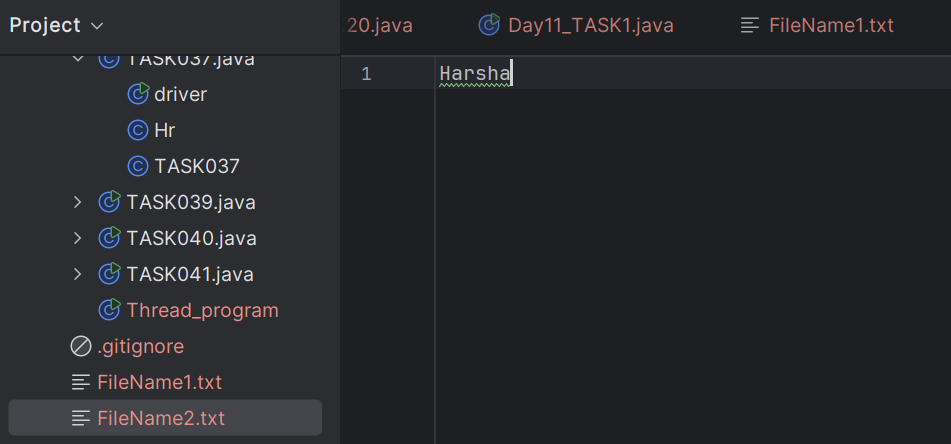 Project
20.java
Day11_TASK1.java
FileName1.txt
TASK037.java
driver
Hr
TASK037
TASK039.java
TASK040.java
TASK041.java
Thread_program
.gitignore
FileName1.txt
FileName2.txt
1 Harsha